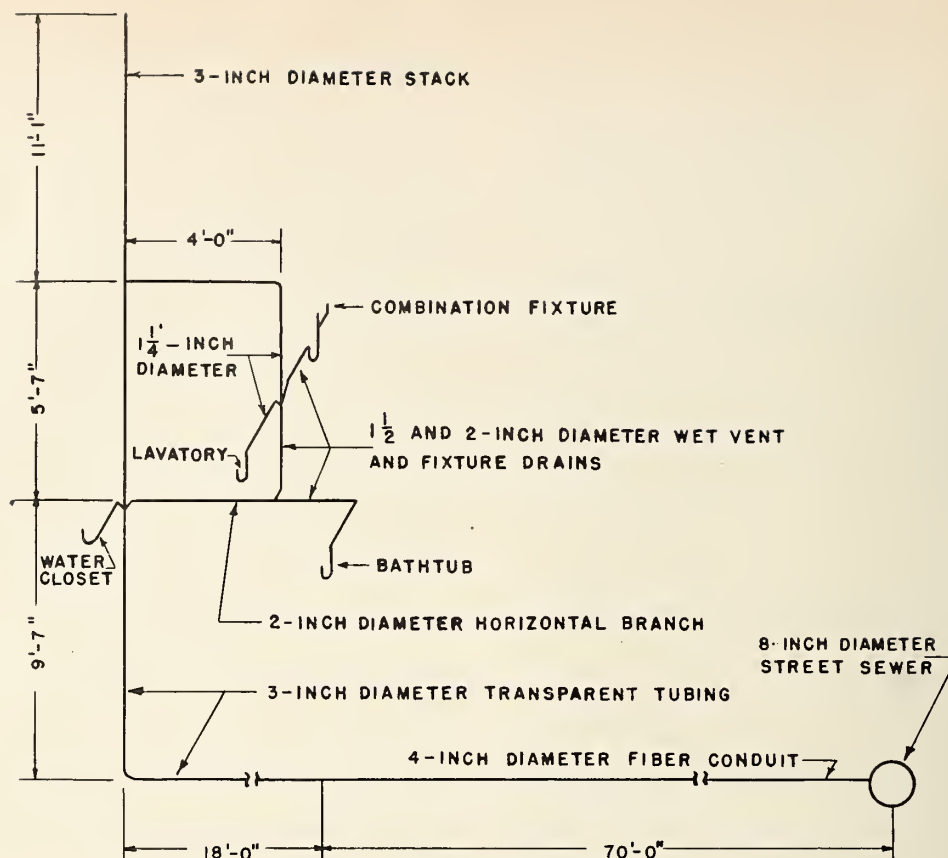 3-INCH DIAMETER STACK
11'-1"
4'-0"
COMBINATION FIXTURE
1 1/4'-INCH
DIAMETER
5'-7"
1 1/2 AND 2-INCH DIAMETER WET VENT
AND FIXTURE DRAINS
LAVATORY
WATER
CLOSET
BATHTUB
2-INCH DIAMETER HORIZONTAL BRANCH
9'-7"
8-INCH DIAMETER
STREET SEWER
3-INCH DIAMETER TRANSPARENT TUBING
4-INCH DIAMETER FIBER CONDUIT
18'-0"
70'-0"